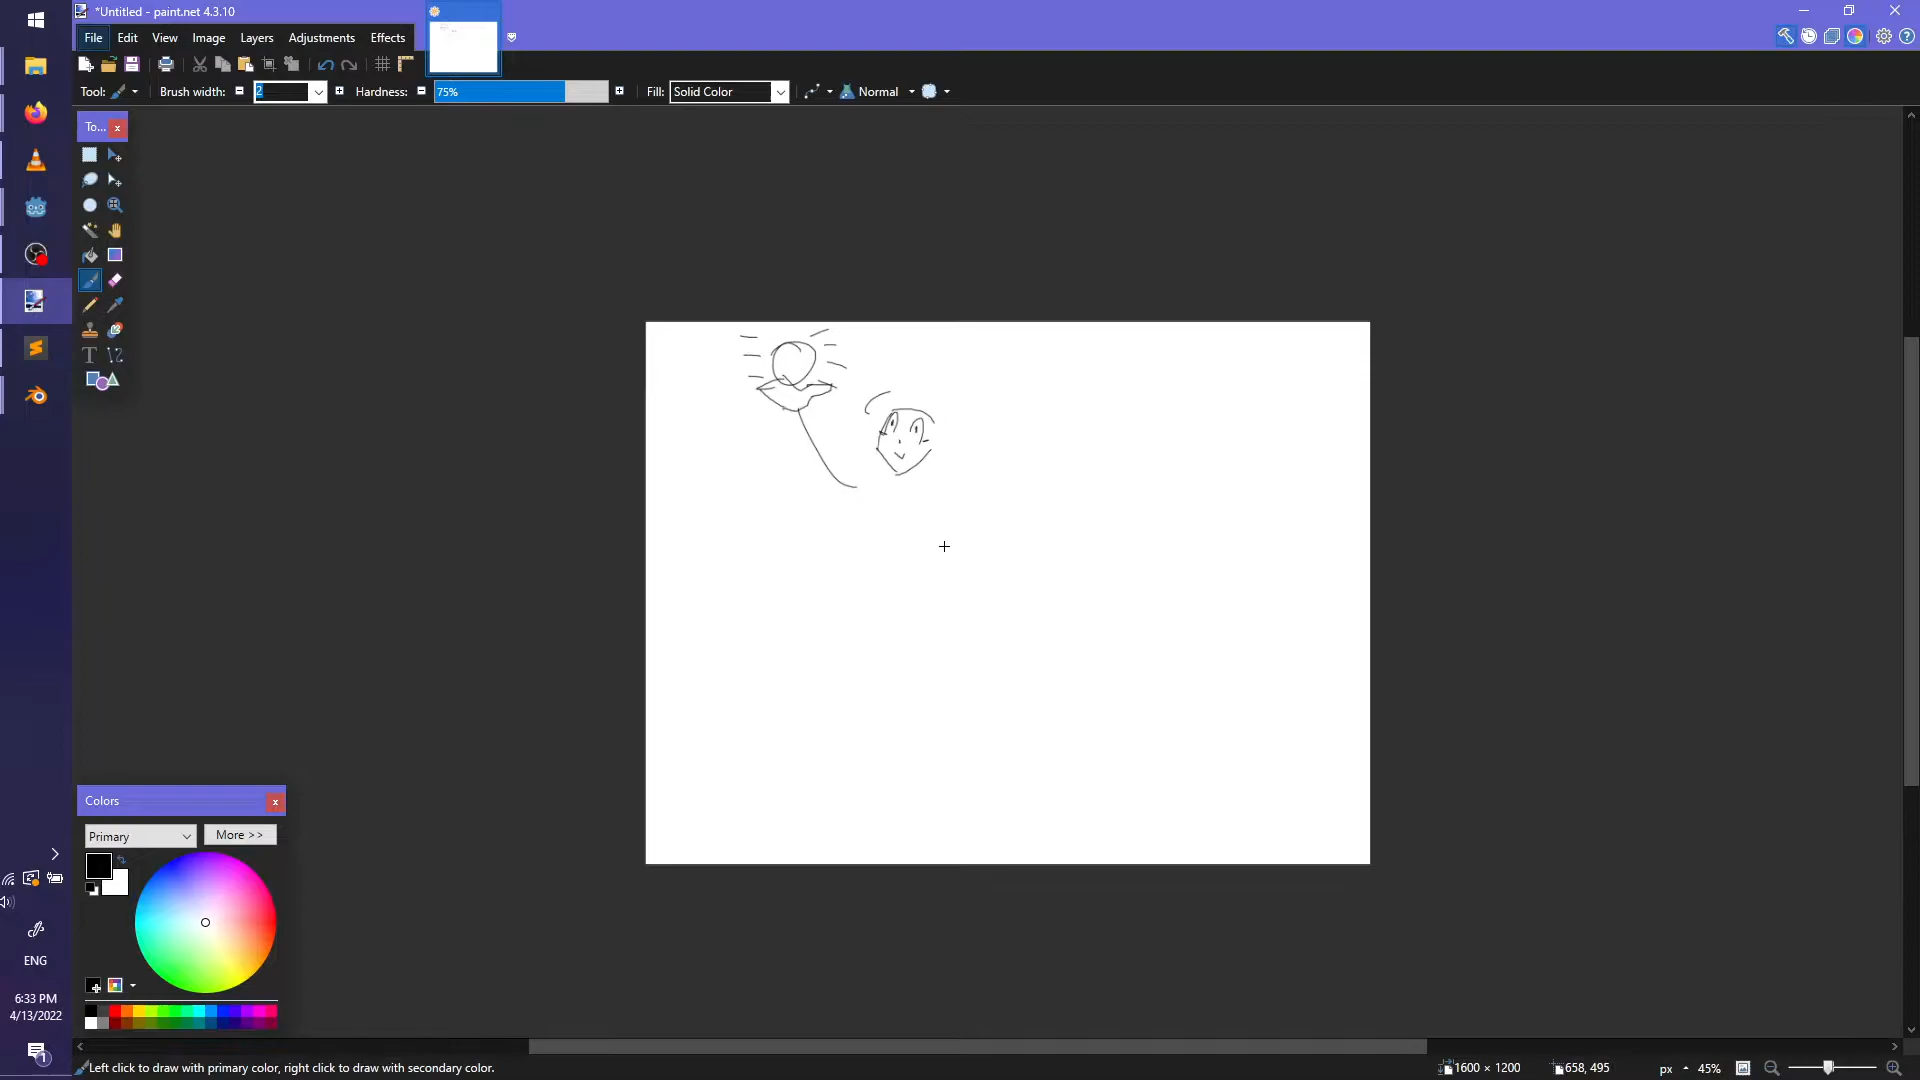 *Untitled - paint.net 4.3.10
File Edit View Image Layers Adjustments Effects
Tool: Brush width: 2 Hardness: 75% Fill: Solid Color Normal
To...
Colors
Primary More >>
ENG
6:33 PM
4/13/2022
1
Left click to draw with primary color, right click to draw with secondary color. 1600 × 1200 658, 495 px 45%